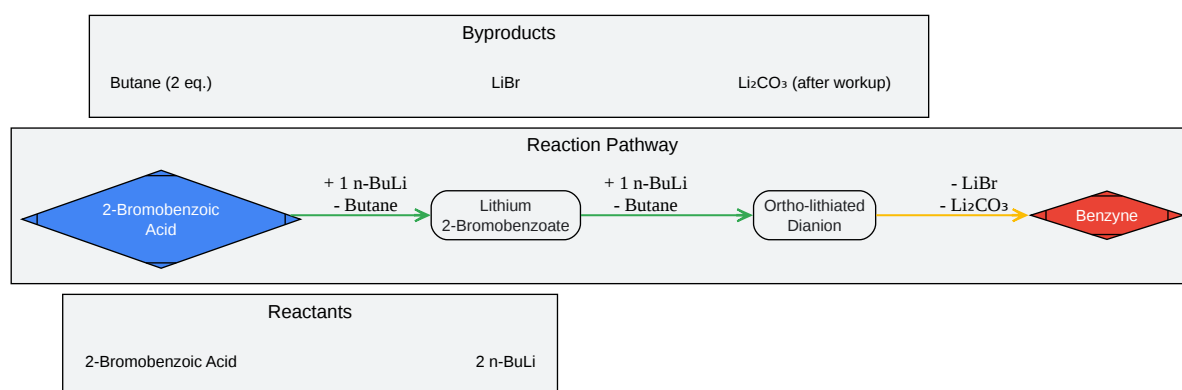 Byproducts
Butane (2 eq.)
LiBr
Li₂CO₃ (after workup)
Reaction Pathway
2-Bromobenzoic
Acid
+ 1 n-BuLi
- Butane
Lithium
2-Bromobenzoate
+ 1 n-BuLi
- Butane
Ortho-lithiated
Dianion
- LiBr
- Li₂CO₃
Benzyne
Reactants
2-Bromobenzoic Acid
2 n-BuLi